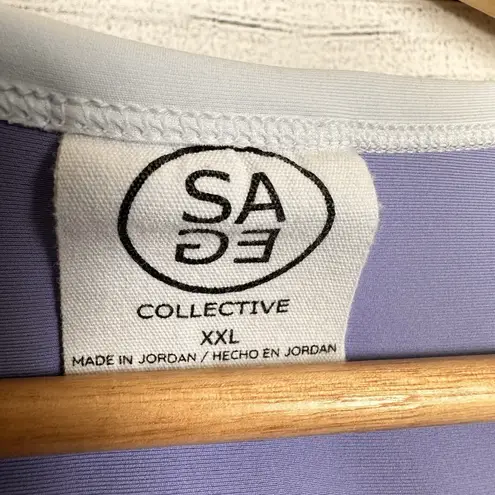 SA
GE
COLLECTIVE
XXL
MADE IN JORDAN / HECHO EN JORDAN